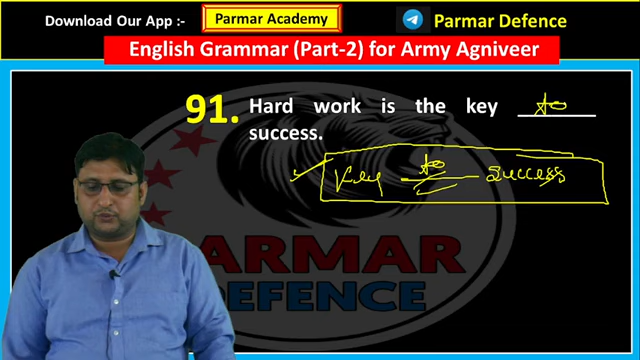 Download Our App :- Parmar Academy Parmar Defence
English Grammar (Part-2) for Army Agniveer
91. Hard work is the key to
success.
Key to success
PARMAR
DEFENCE